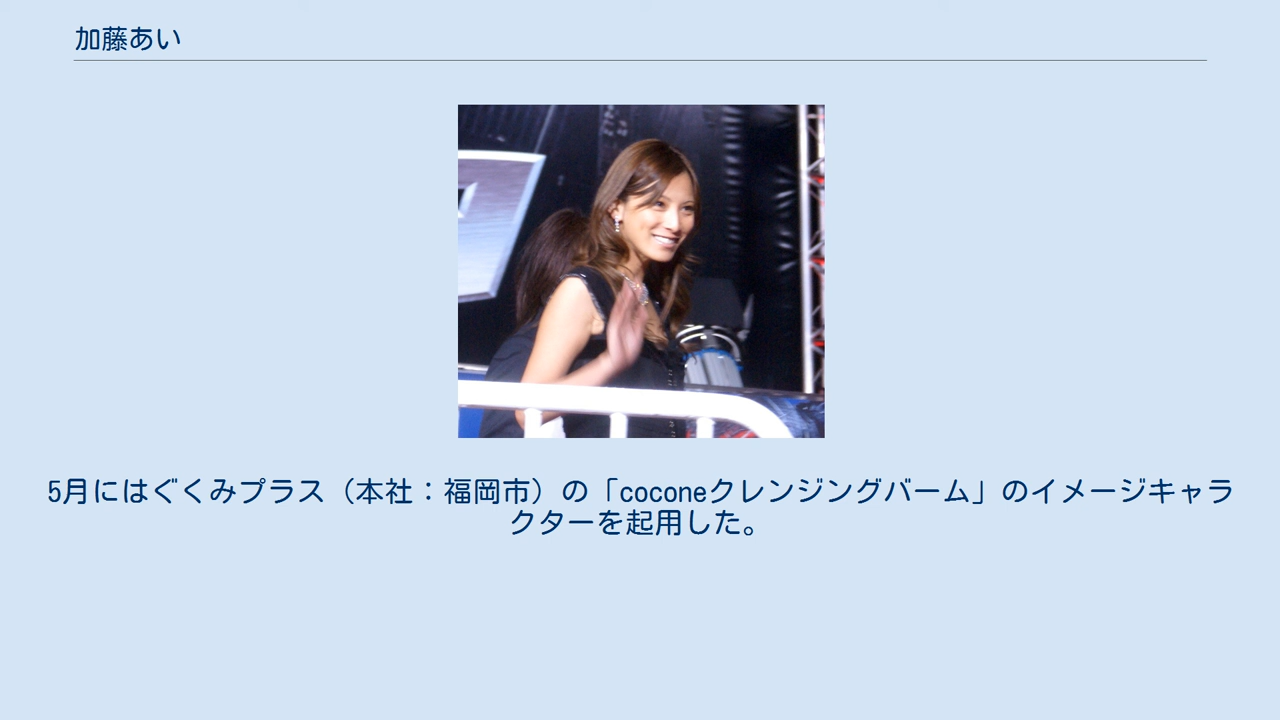 加藤あい
5月にはぐくみプラス（本社：福岡市）の「coconeクレンジングバーム」のイメージキャラ
クターを起用した。